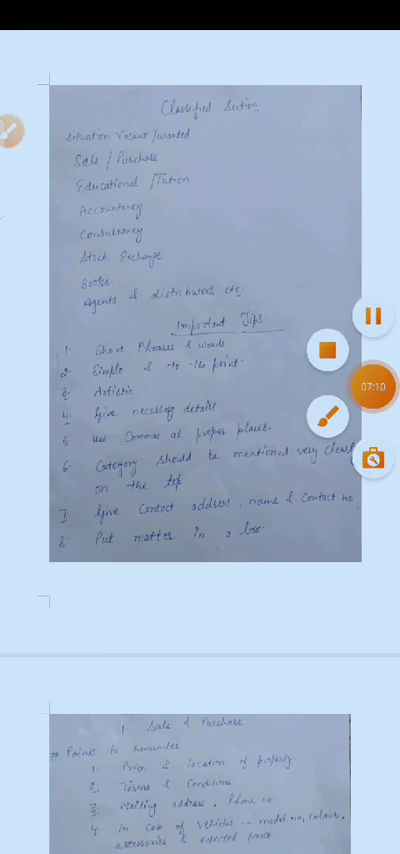 Classified Section
Situation Vacant/wanted
Sale / Purchase
Educational /Tution
Accountancy
Consultancy
Stock Exchange
Books.
Agents & distributors etc
Important Tips
1. Short Phrases & words
2. Simple & to the point.
3. Artistic
4. Give necessary details
5 Use Commas at proper places.
6. Category should be mentioned very clearly
on the top
7. Give Contact address, name & contact no
8. Put matter in a box.
07:10
1 Sale & Purchase
Points to remember
1. Price & location of property.
2. Terms & Conditions
3. Mailing address, Phone no
4. In case of vehicles - model no, colour,
accessories & expected